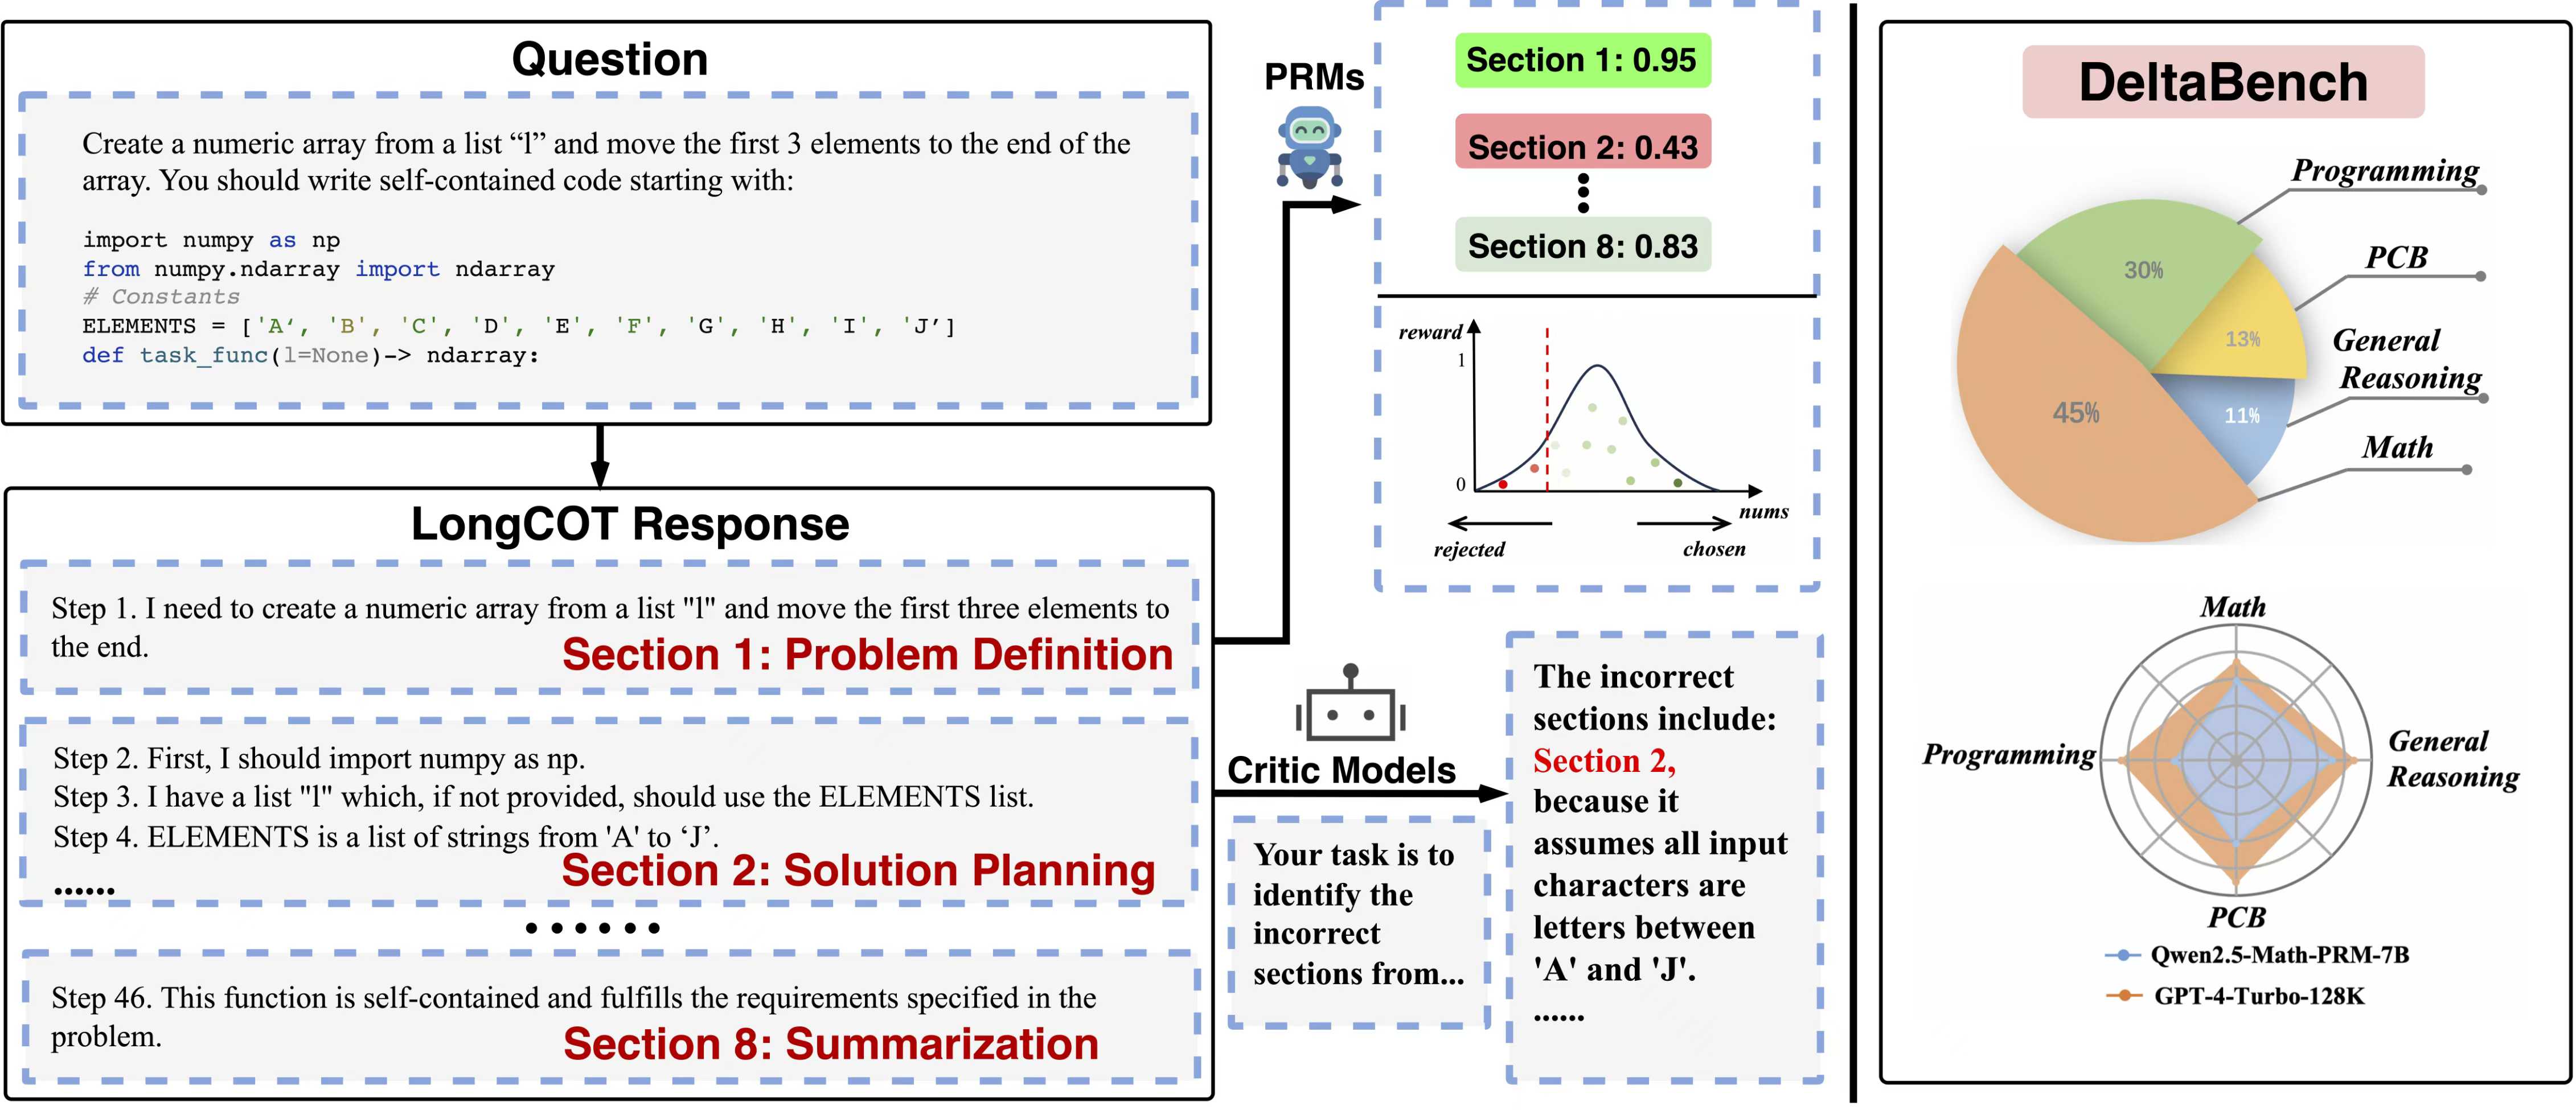 Question
Create a numeric array from a list “l” and move the first 3 elements to the end of the
array. You should write self-contained code starting with:
import numpy as np
from numpy.ndarray import ndarray
# Constants
ELEMENTS = ['A‘, 'B', 'C', 'D', 'E', 'F', 'G', 'H', 'I', 'J’]
def task_func(l=None)-> ndarray:
LongCOT Response
Step 1. I need to create a numeric array from a list "l" and move the first three elements to
the end.
Section 1: Problem Definition
Step 2. First, I should import numpy as np.
Step 3. I have a list "l" which, if not provided, should use the ELEMENTS list.
Step 4. ELEMENTS is a list of strings from 'A' to ‘J’.
......
Section 2: Solution Planning
......
Step 46. This function is self-contained and fulfills the requirements specified in the
problem.
Section 8: Summarization
PRMs
Section 1: 0.95
Section 2: 0.43
Section 8: 0.83
reward
1
0
nums
rejected
chosen
Critic Models
Your task is to
identify the
incorrect
sections from...
The incorrect
sections include:
Section 2,
because it
assumes all input
characters are
letters between
'A' and 'J'.
......
DeltaBench
Programming
PCB
General
Reasoning
Math
30%
13%
11%
45%
Math
General
Reasoning
Programming
PCB
Qwen2.5-Math-PRM-7B
GPT-4-Turbo-128K